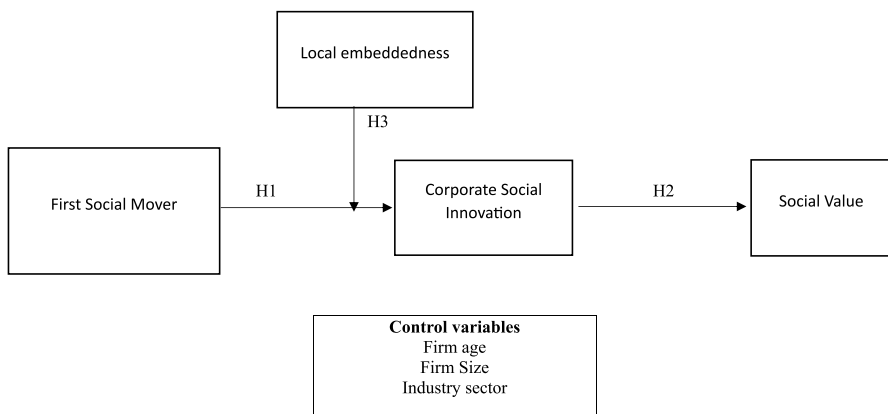 Local embeddedness
H3
First Social Mover
H1
Corporate Social
Innovation
H2
Social Value
Control variables
Firm age
Firm Size
Industry sector